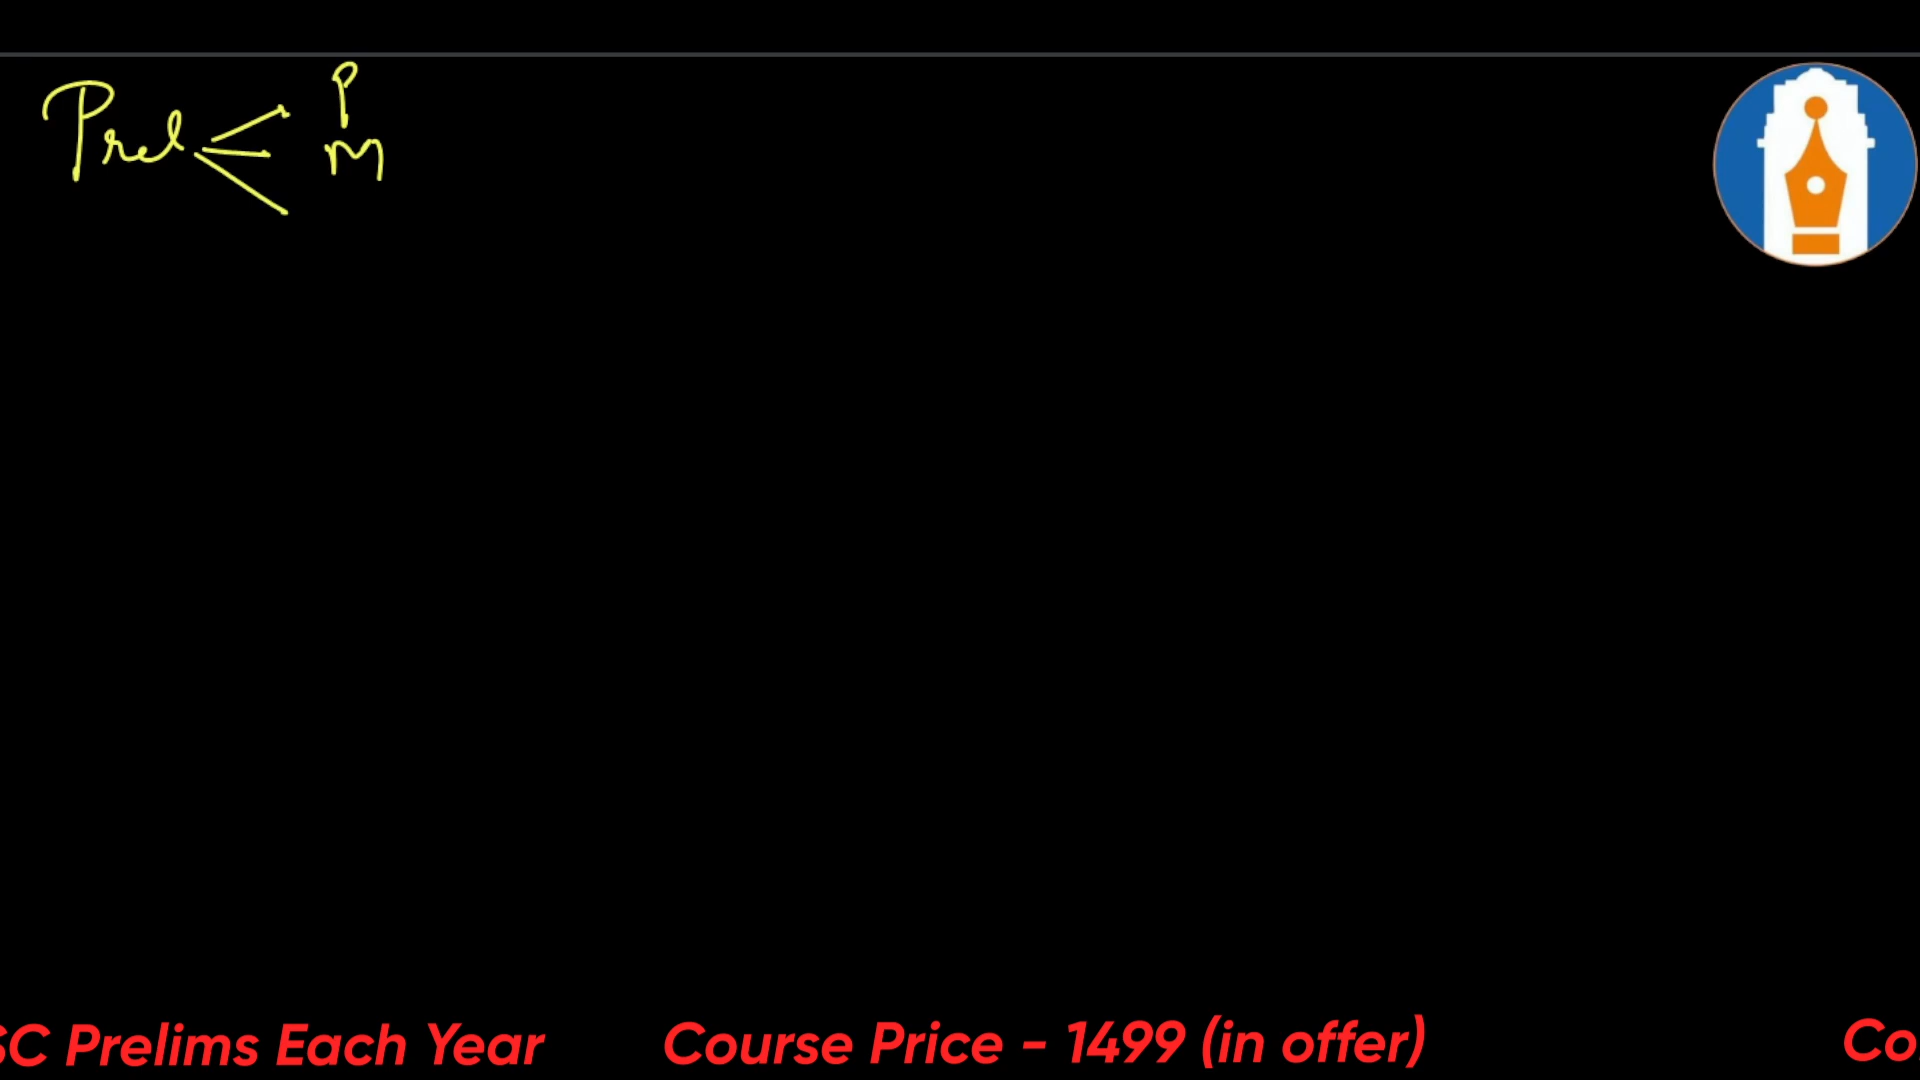 Prel
P
M
SC Prelims Each Year Course Price - 1499 (in offer) Co